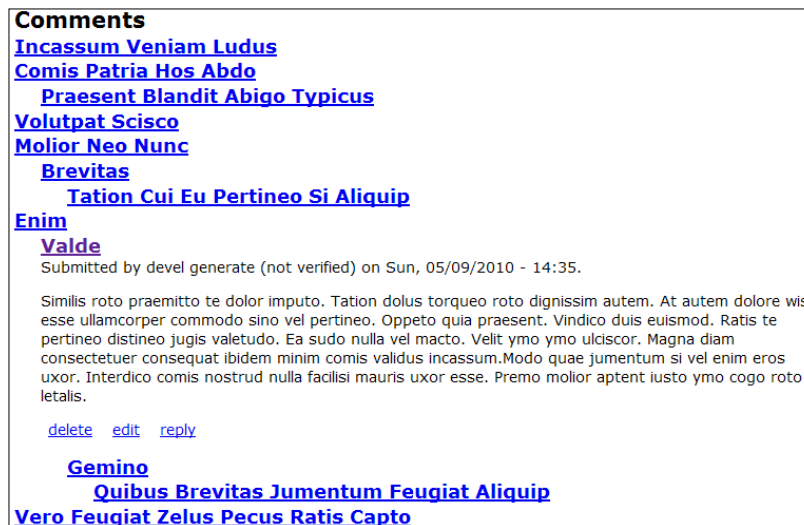 Comments
Incassum Veniam Ludus
Comis Patria Hos Abdo
Praesent Blandit Abigo Typicus
Volutpat Scisco
Molior Neo Nunc
Brevitas
Tation Cui Eu Pertineo Si Aliquip
Enim
Valde
Submitted by devel generate (not verified) on Sun, 05/09/2010 - 14:35.
Similis roto praemitto te dolor imputo. Tation dolus torqueo roto dignissim autem. At autem dolore
esse ullamcorper commodo sino vel pertineo. Oppeto quia praesent. Vindico duis euismod. Ratis te
pertineo distineo jugis valetudo. Ea sudo nulla vel macto. Velit ymo ymo ulciscor. Magna diam
consectetuer consequat ibidem minim comis validus incassum.Modo quae jumentum si vel enim eros
uxor. Interdico comis nostrud nulla facilisi mauris uxor esse. Premo molior aptent iusto ymo cogo roto
letalis.
delete edit reply
Gemino
Quibus Brevitas Jumentum Feugiat Aliquip
Vero Feugiat Zelus Pecus Ratis Capto